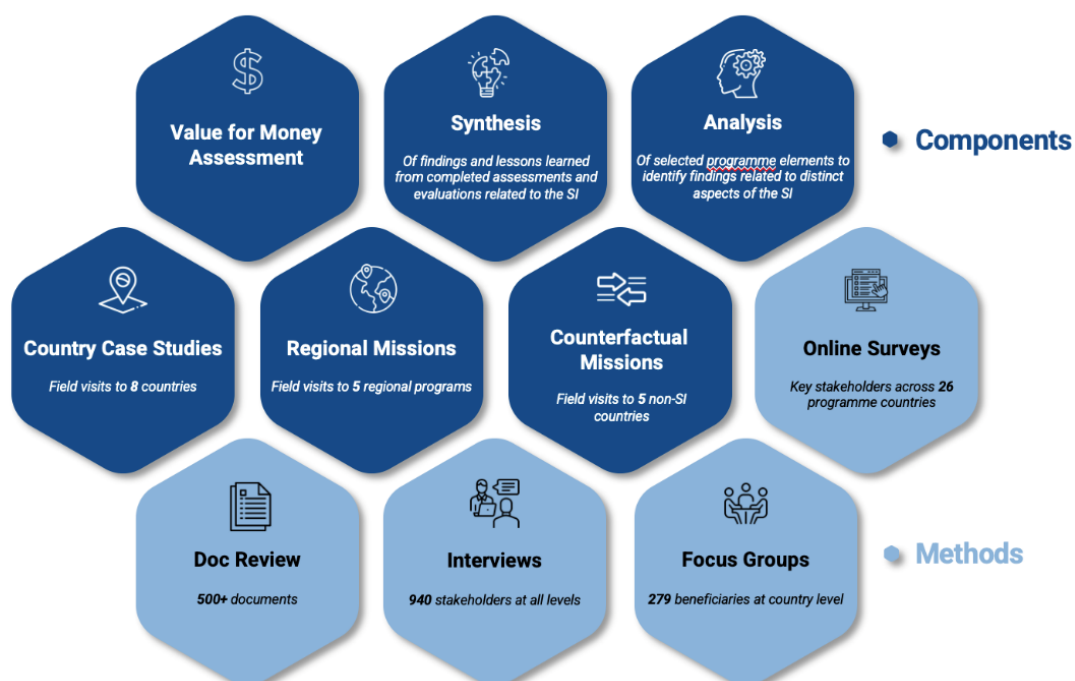 Value for Money
Assessment
Synthesis
Of findings and lessons learned
from completed assessments and
evaluations related to the SI
Analysis
Of selected programme elements to
identify findings related to distinct
aspects of the SI
Components
Country Case Studies
Field visits to 8 countries
Regional Missions
Field visits to 5 regional programs
Counterfactual
Missions
Field visits to 5 non-SI
countries
Online Surveys
Key stakeholders across 26
programme countries
Doc Review
500+ documents
Interviews
940 stakeholders at all levels
Focus Groups
279 beneficiaries at country level
Methods